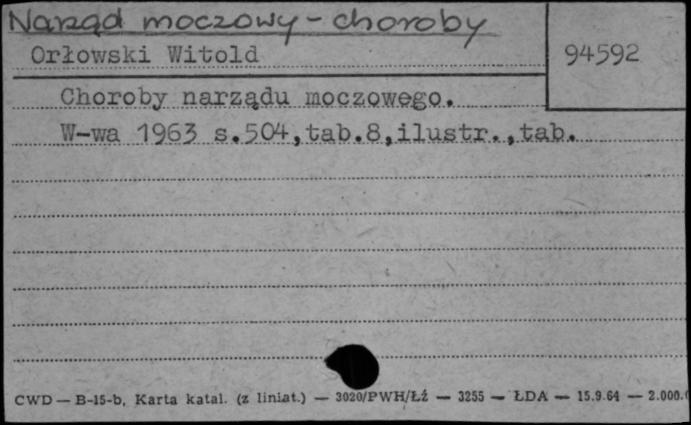 Narząd moczowy - choroby
Orłowski Witold
94592
Choroby narządu moczowego.
W-wa 1963 s.504,tab.8,ilustr.,tab.
CWD — B-15-b, Karta katal. (z liniat.) — 3020/PWH/Łź — 3255 — ŁDA — 15.9.64 — 2.000.